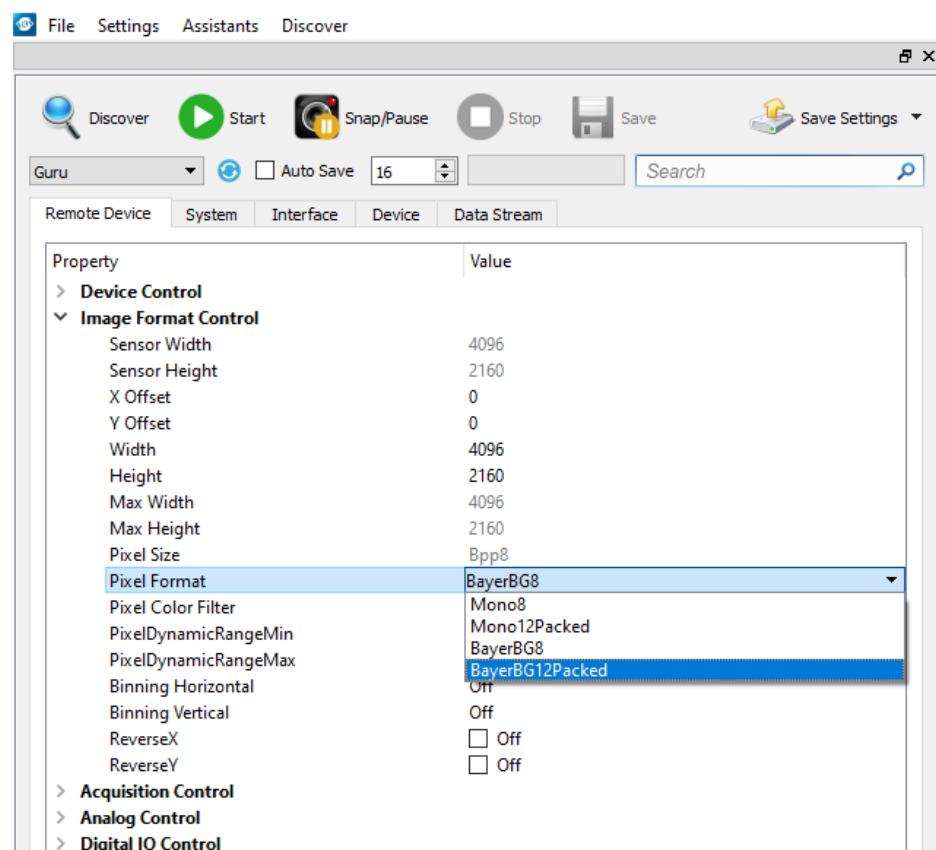 File Settings Assistants Discover
Discover Start Snap/Pause Stop Save Save Settings
Guru Auto Save 16 Search
Remote Device System Interface Device Data Stream
Property Value
Device Control
Image Format Control
Sensor Width 4096
Sensor Height 2160
X Offset 0
Y Offset 0
Width 4096
Height 2160
Max Width 4096
Max Height 2160
Pixel Size Bpp8
Pixel Format BayerBG8
Pixel Color Filter Mono8
PixelDynamicRangeMin Mono12Packed
PixelDynamicRangeMax BayerBG8
BayerBG12Packed
Binning Horizontal Off
Binning Vertical Off
ReverseX Off
ReverseY Off
Acquisition Control
Analog Control
Digital IO Control